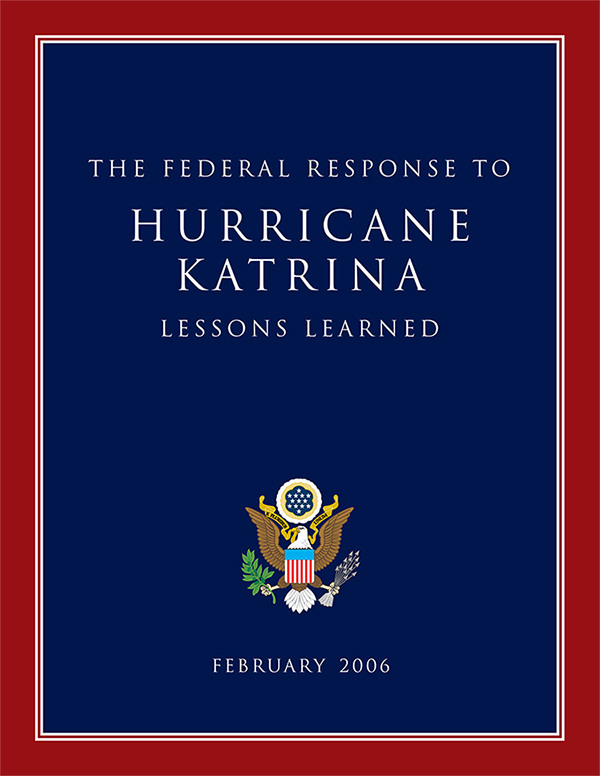 THE FEDERAL RESPONSE TO
HURRICANE
KATRINA
LESSONS LEARNED
FEBRUARY 2006